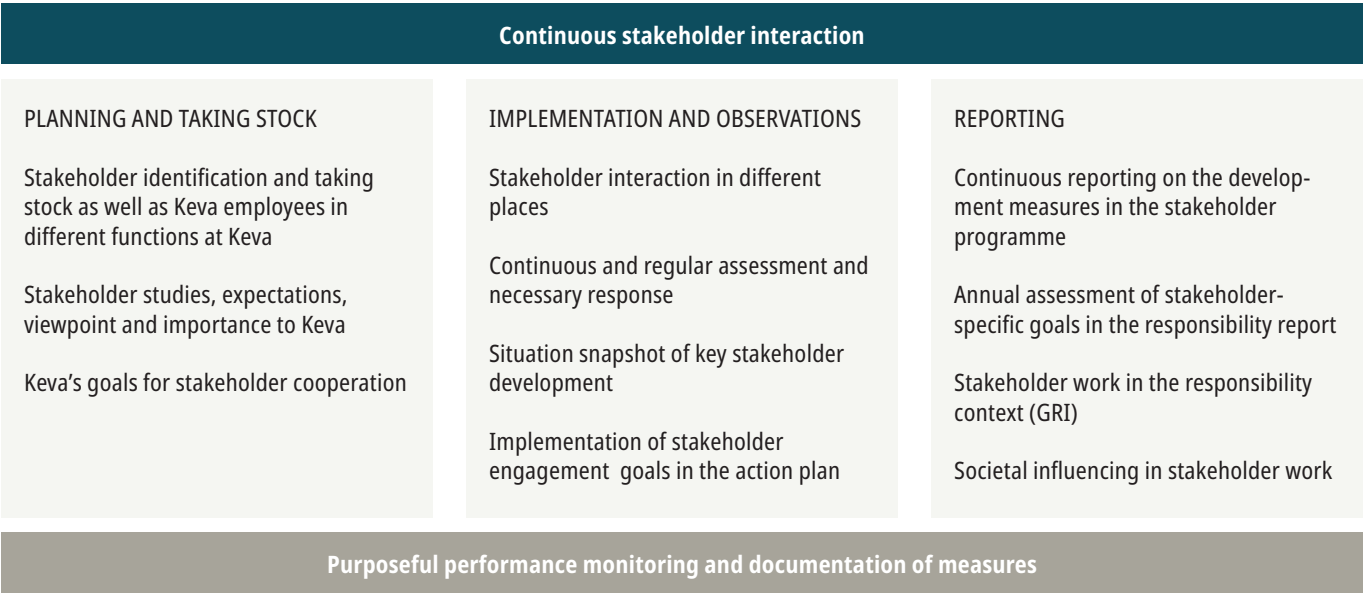 Continuous stakeholder interaction
PLANNING AND TAKING STOCK
Stakeholder identification and taking
stock as well as Keva employees in
different functions at Keva
Stakeholder studies, expectations,
viewpoint and importance to Keva
Keva’s goals for stakeholder cooperation
IMPLEMENTATION AND OBSERVATIONS
Stakeholder interaction in different
places
Continuous and regular assessment and
necessary response
Situation snapshot of key stakeholder
development
Implementation of stakeholder
engagement  goals in the action plan
REPORTING
Continuous reporting on the develop-
ment measures in the stakeholder
programme
Annual assessment of stakeholder-
specific goals in the responsibility report
Stakeholder work in the responsibility
context (GRI)
Societal influencing in stakeholder work
Purposeful performance monitoring and documentation of measures